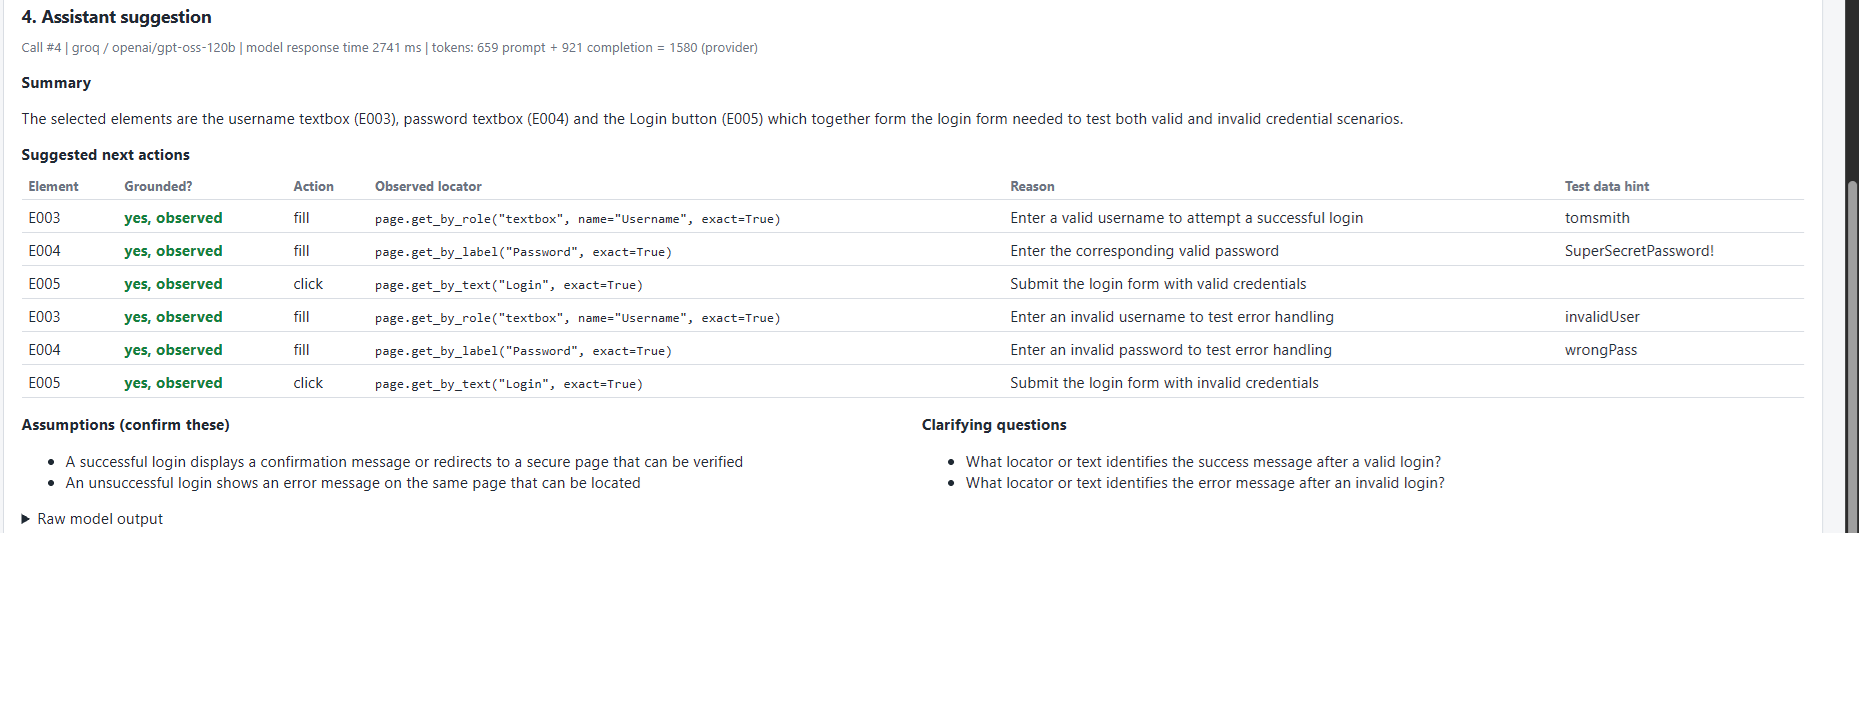 4. Assistant suggestion
Call #4 | groq / openai/gpt-oss-120b | model response time 2741 ms | tokens: 659 prompt + 921 completion = 1580 (provider)
Summary
The selected elements are the username textbox (E003), password textbox (E004) and the Login button (E005) which together form the login form needed to test both valid and invalid credential scenarios.
Suggested next actions
Element Grounded? Action Observed locator Reason Test data hint
E003 yes, observed fill page.get_by_role("textbox", name="Username", exact=True) Enter a valid username to attempt a successful login tomsmith
E004 yes, observed fill page.get_by_label("Password", exact=True) Enter the corresponding valid password SuperSecretPassword!
E005 yes, observed click page.get_by_text("Login", exact=True) Submit the login form with valid credentials
E003 yes, observed fill page.get_by_role("textbox", name="Username", exact=True) Enter an invalid username to test error handling invalidUser
E004 yes, observed fill page.get_by_label("Password", exact=True) Enter an invalid password to test error handling wrongPass
E005 yes, observed click page.get_by_text("Login", exact=True) Submit the login form with invalid credentials
Assumptions (confirm these)
• A successful login displays a confirmation message or redirects to a secure page that can be verified
• An unsuccessful login shows an error message on the same page that can be located
Clarifying questions
• What locator or text identifies the success message after a valid login?
• What locator or text identifies the error message after an invalid login?
▶ Raw model output